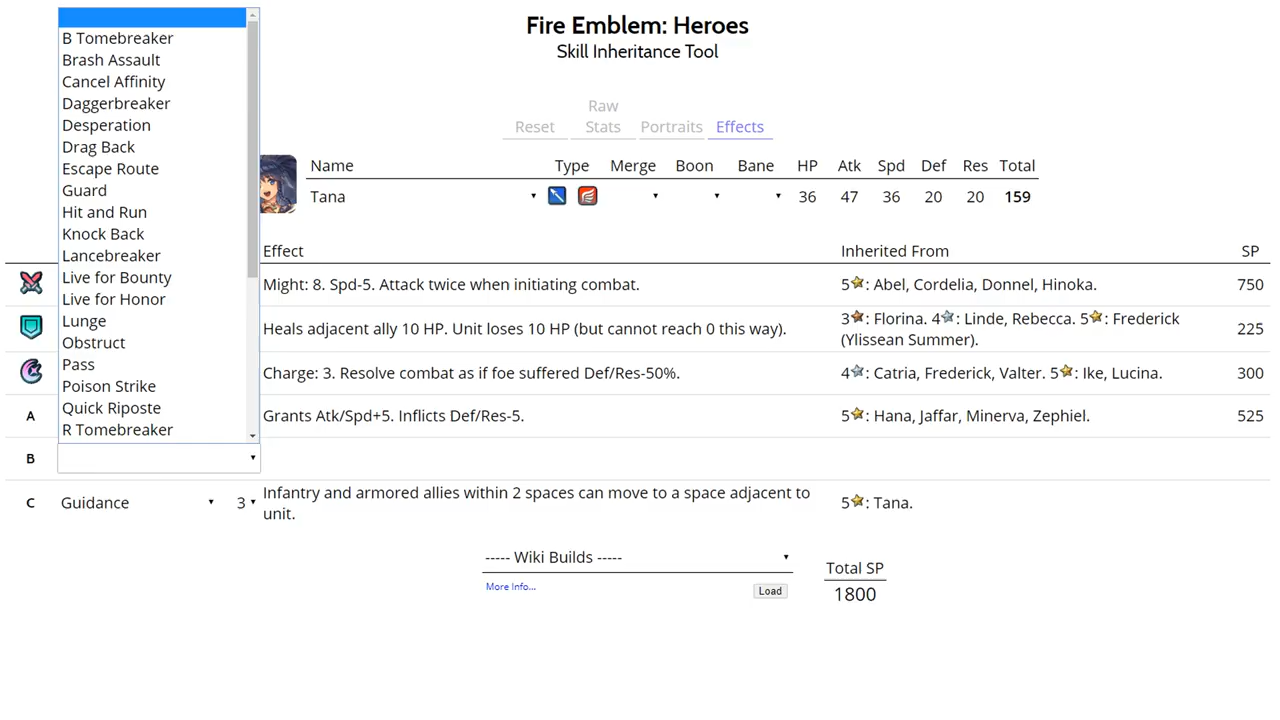 Fire Emblem: Heroes
Skill Inheritance Tool
Reset
Raw
Stats
Portraits
Effects
Name Type Merge Boon Bane HP Atk Spd Def Res Total
Tana 36 47 36 20 20 159
B Tomebreaker
Brash Assault
Cancel Affinity
Daggerbreaker
Desperation
Drag Back
Escape Route
Guard
Hit and Run
Knock Back
Lancebreaker
Live for Bounty
Live for Honor
Lunge
Obstruct
Pass
Poison Strike
Quick Riposte
R Tomebreaker
Effect Inherited From SP
Might: 8. Spd-5. Attack twice when initiating combat. 5: Abel, Cordelia, Donnel, Hinoka. 750
Heals adjacent ally 10 HP. Unit loses 10 HP (but cannot reach 0 this way). 3: Florina. 4: Linde, Rebecca. 5: Frederick
(Ylissean Summer). 225
Charge: 3. Resolve combat as if foe suffered Def/Res-50%. 4: Catria, Frederick, Valter. 5: Ike, Lucina. 300
A Grants Atk/Spd+5. Inflicts Def/Res-5. 5: Hana, Jaffar, Minerva, Zephiel. 525
B
C Guidance 3 Infantry and armored allies within 2 spaces can move to a space adjacent to
unit. 5: Tana.
----- Wiki Builds -----
More Info...
Load
Total SP
1800